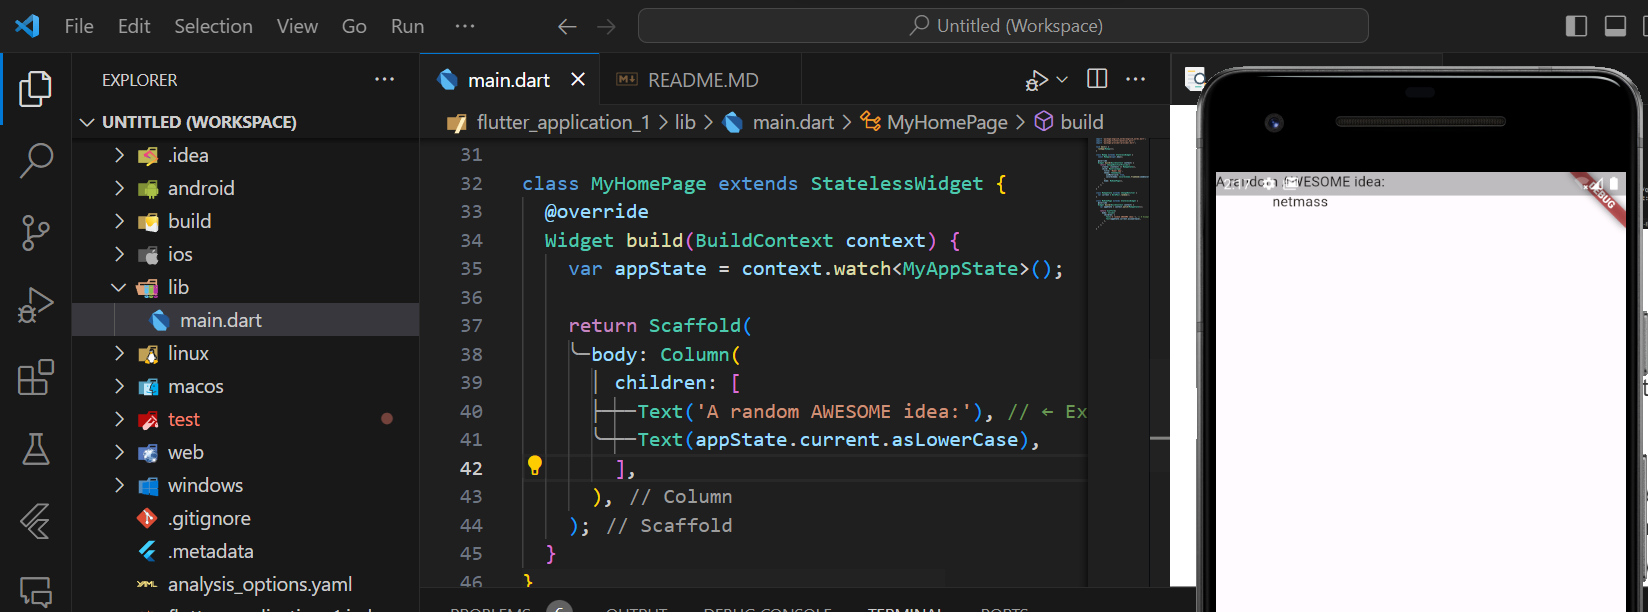 File Edit Selection View Go Run ··· Untitled (Workspace)
EXPLORER ···
main.dart README.MD ···
UNTITLED (WORKSPACE)
flutter_application_1 > lib > main.dart > MyHomePage > build
.idea
android
build
ios
lib
main.dart
linux
macos
test
web
windows
.gitignore
.metadata
analysis_options.yaml
31
32 class MyHomePage extends StatelessWidget {
33 @override
34 Widget build(BuildContext context) {
35 var appState = context.watch<MyAppState>();
36
37 return Scaffold(
38 body: Column(
39 children: [
40 Text('A random AWESOME idea:'), // ← Ex
41 Text(appState.current.asLowerCase),
42 ],
43 ), // Column
44 ); // Scaffold
45 }
46 }
PROBLEMS OUTPUT DEBUG CONSOLE TERMINAL PORTS
A random AWESOME idea:
netmass
DEBUG